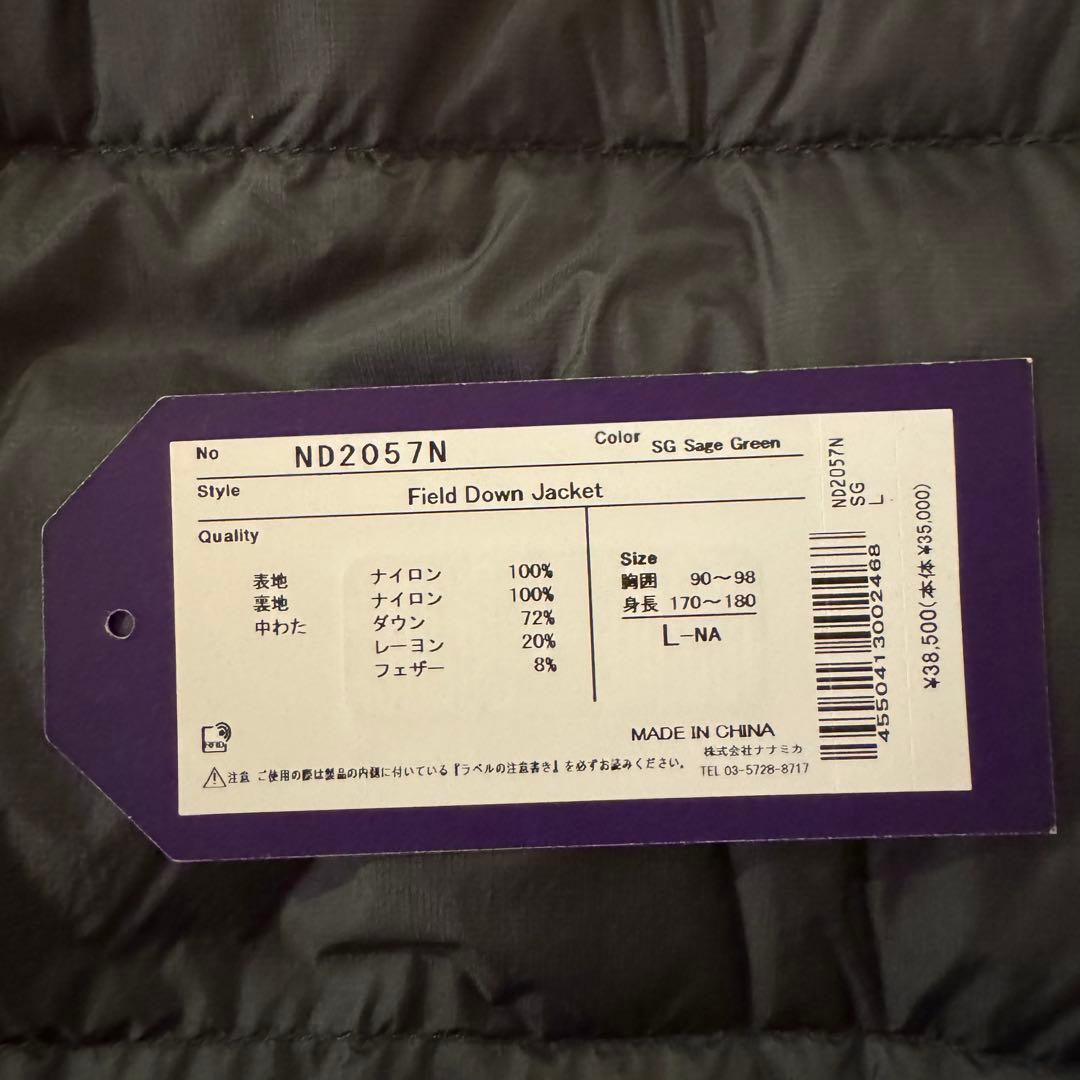 No ND2057N Color SG Sage Green
Style Field Down Jacket
Quality
表地 ナイロン 100%
裏地 ナイロン 100%
中わた ダウン 72%
レーヨン 20%
フェザー 8%
Size
胸囲 90～98
身長 170～180
L-NA
RFID
MADE IN CHINA
株式会社ナナミカ
TEL 03-5728-8717
注意 ご使用の際は製品の内側に付いている『ラベルの注意書き』を必ずお読みください。
ND2057N
SG
L
4550413002468
¥38,500(本体¥35,000)